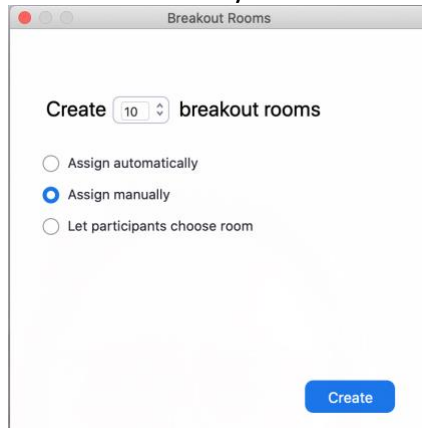 Breakout Rooms
Create 10 breakout rooms
Assign automatically
Assign manually
Let participants choose room
Create